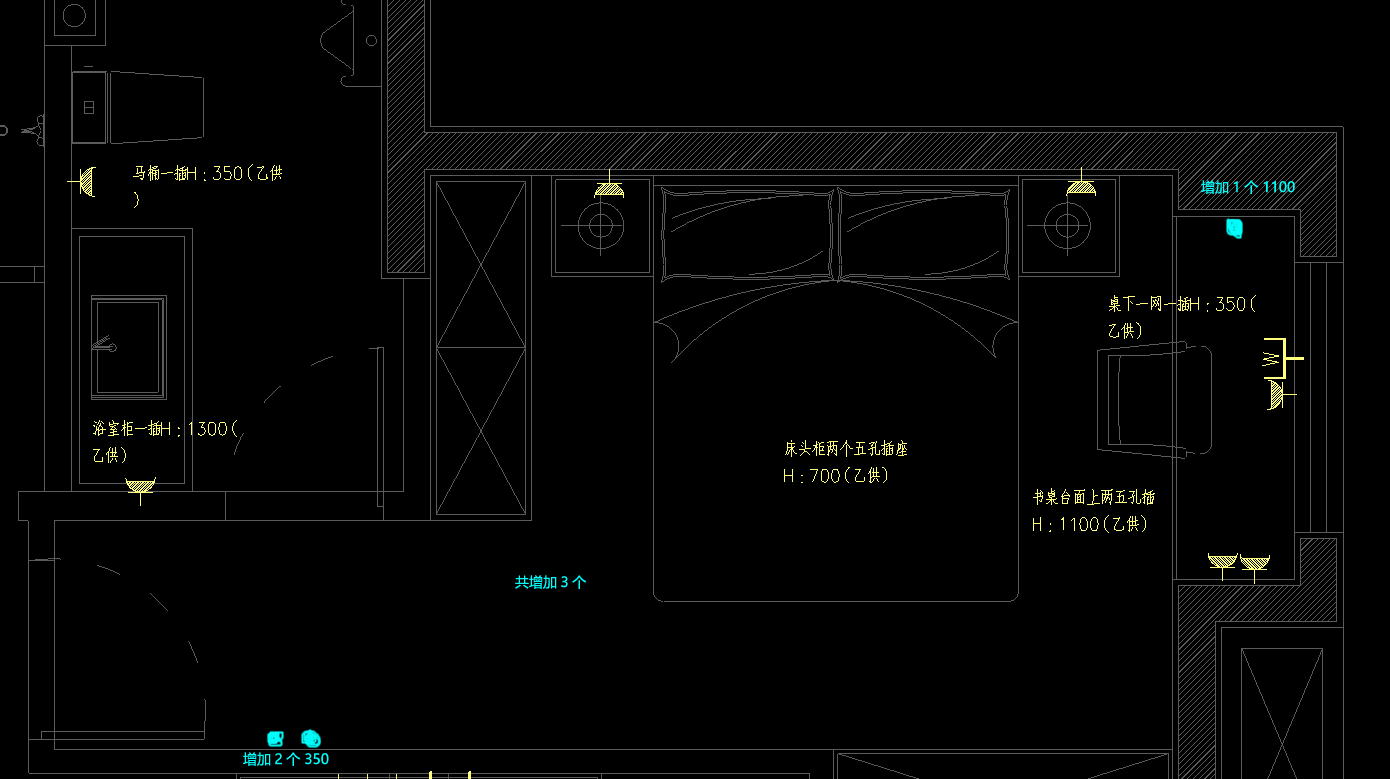 马桶一插H：350（乙供
）
增加 1 个 1100
桌下一网一插H：350（
乙供）
W
浴室柜一插H：1300（
乙供）
床头柜两个五孔插座
H：700（乙供）
书桌台面上两五孔插
H：1100（乙供）
共增加 3 个
增加 2 个 350